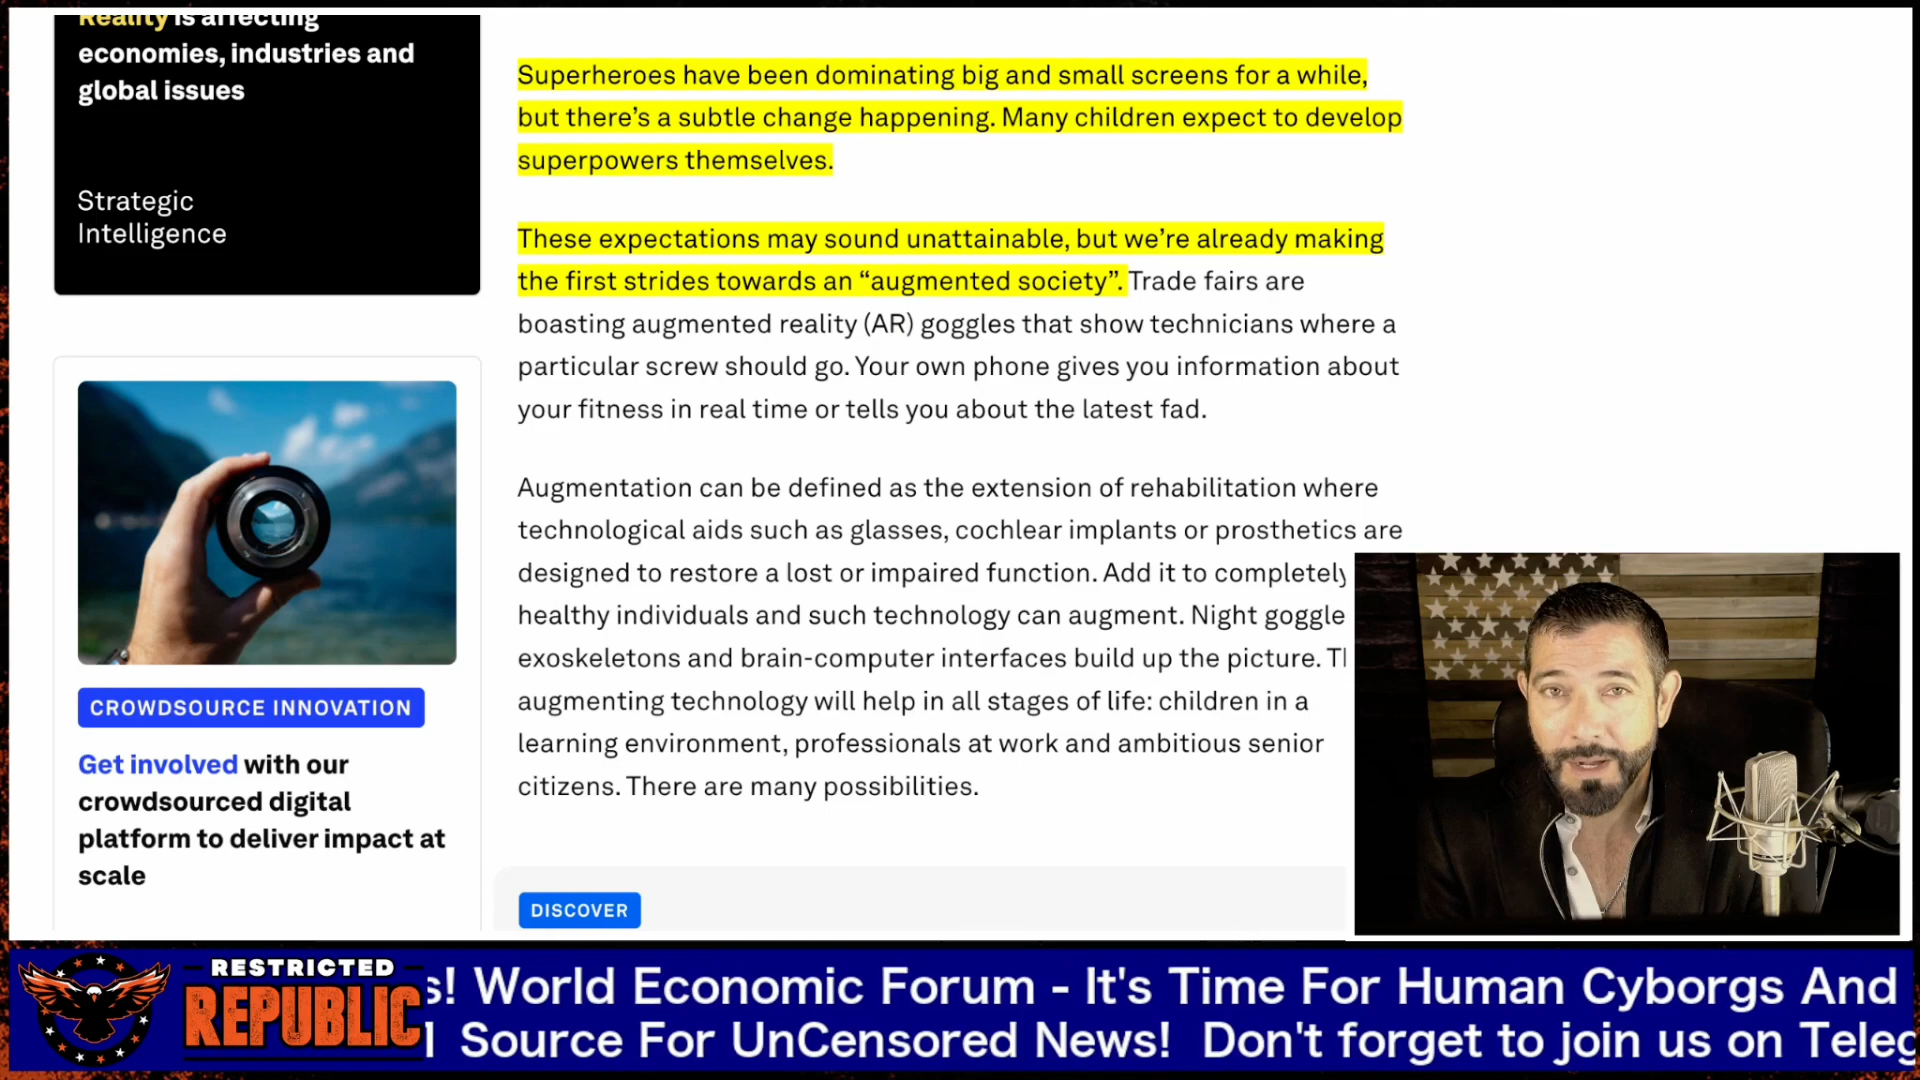 Reality is affecting
economies, industries and
global issues
Strategic
Intelligence
CROWDSOURCE INNOVATION
Get involved with our
crowdsourced digital
platform to deliver impact at
scale
Superheroes have been dominating big and small screens for a while,
but there’s a subtle change happening. Many children expect to develop
superpowers themselves.
These expectations may sound unattainable, but we’re already making
the first strides towards an “augmented society”. Trade fairs are
boasting augmented reality (AR) goggles that show technicians where a
particular screw should go. Your own phone gives you information about
your fitness in real time or tells you about the latest fad.
Augmentation can be defined as the extension of rehabilitation where
technological aids such as glasses, cochlear implants or prosthetics are
designed to restore a lost or impaired function. Add it to completely
healthy individuals and such technology can augment. Night goggle
exoskeletons and brain-computer interfaces build up the picture.
augmenting technology will help in all stages of life: children in a
learning environment, professionals at work and ambitious senior
citizens. There are many possibilities.
DISCOVER
RESTRICTED
REPUBLIC
s! World Economic Forum - It's Time For Human Cyborgs And
Source For UnCensored News! Don't forget to join us on Teleg